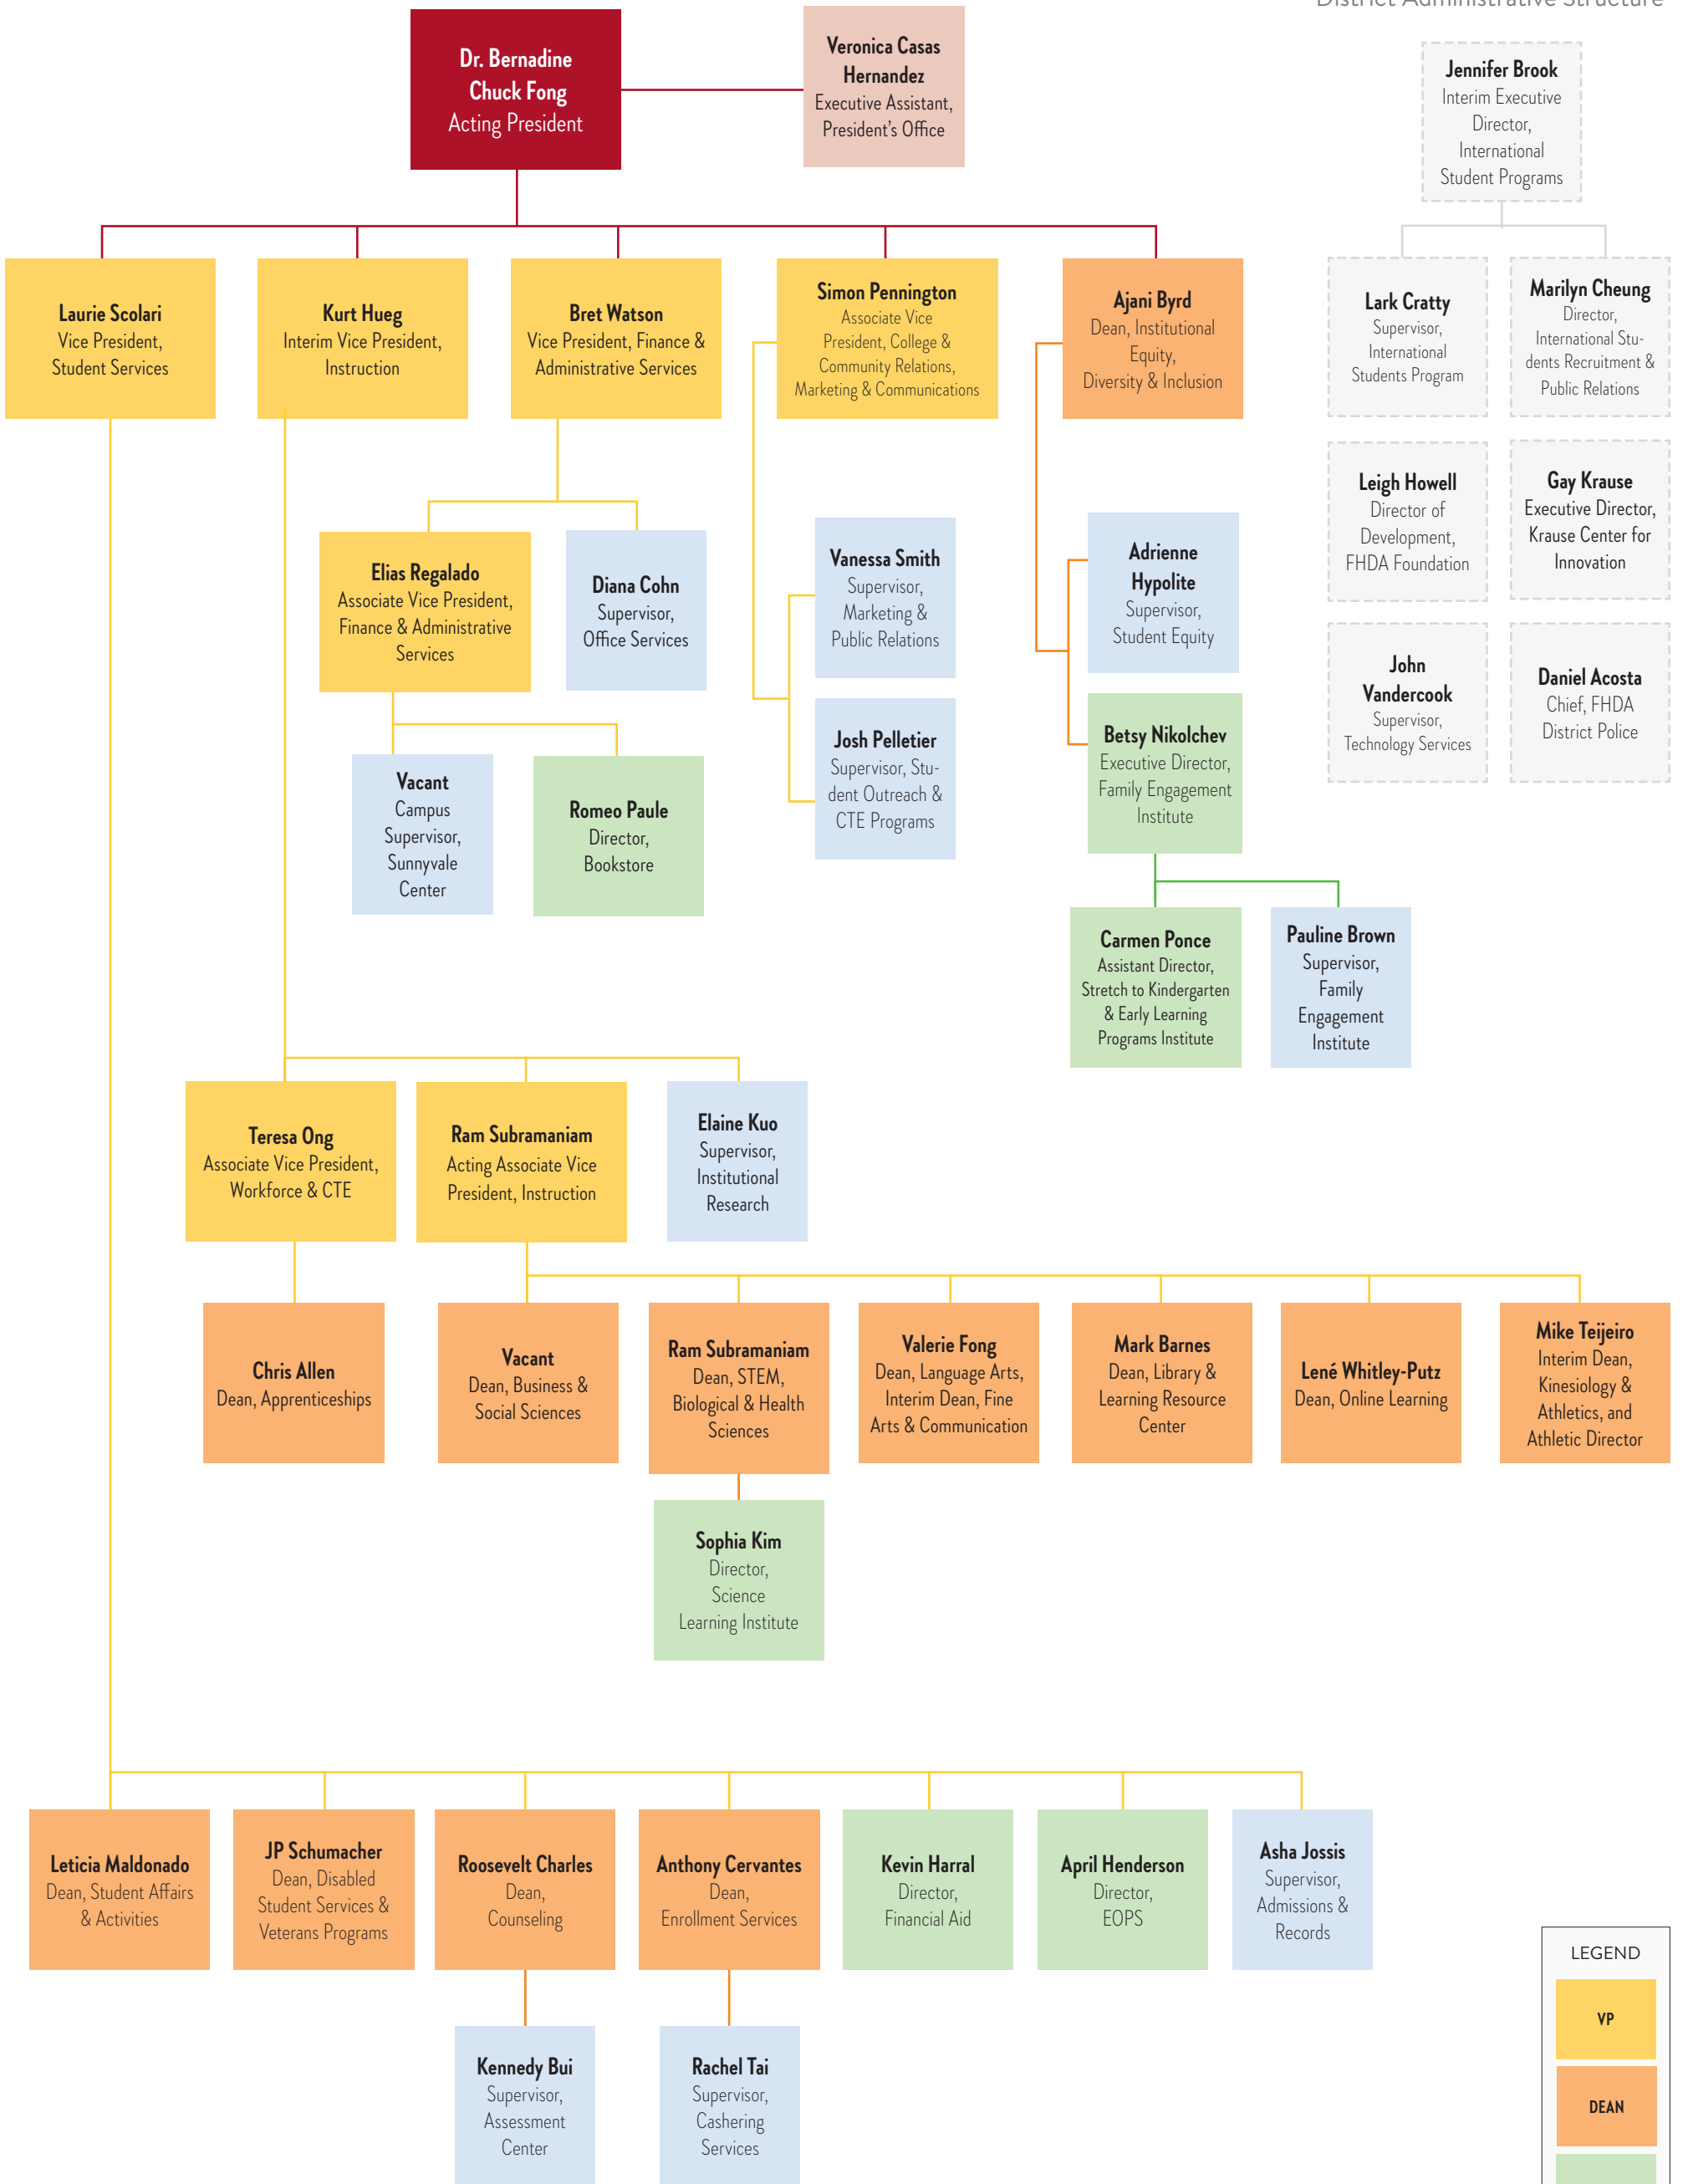 District Administrative Structure
Dr. Bernadine
Chuck Fong
Acting President
Veronica Casas
Hernandez
Executive Assistant,
President's Office
Jennifer Brook
Interim Executive
Director,
International
Student Programs
Laurie Scolari
Vice President,
Student Services
Kurt Hueg
Interim Vice President,
Instruction
Bret Watson
Vice President, Finance &
Administrative Services
Simon Pennington
Associate Vice
President, College &
Community Relations,
Marketing & Communications
Ajani Byrd
Dean, Institutional
Equity,
Diversity & Inclusion
Lark Cratty
Supervisor,
International
Students Program
Marilyn Cheung
Director,
International Stu-
dents Recruitment &
Public Relations
Elias Regalado
Associate Vice President,
Finance & Administrative
Services
Diana Cohn
Supervisor,
Office Services
Vanessa Smith
Supervisor,
Marketing &
Public Relations
Adrienne
Hypolite
Supervisor,
Student Equity
Leigh Howell
Director of
Development,
FHDA Foundation
Gay Krause
Executive Director,
Krause Center for
Innovation
Vacant
Campus
Supervisor,
Sunnyvale
Center
Romeo Paule
Director,
Bookstore
Josh Pelletier
Supervisor, Stu-
dent Outreach &
CTE Programs
Betsy Nikolchev
Executive Director,
Family Engagement
Institute
John
Vandercook
Supervisor,
Technology Services
Daniel Acosta
Chief, FHDA
District Police
Carmen Ponce
Assistant Director,
Stretch to Kindergarten
& Early Learning
Programs Institute
Pauline Brown
Supervisor,
Family
Engagement
Institute
Teresa Ong
Associate Vice President,
Workforce & CTE
Ram Subramaniam
Acting Associate Vice
President, Instruction
Elaine Kuo
Supervisor,
Institutional
Research
Chris Allen
Dean, Apprenticeships
Vacant
Dean, Business &
Social Sciences
Ram Subramaniam
Dean, STEM,
Biological & Health
Sciences
Valerie Fong
Dean, Language Arts,
Interim Dean, Fine
Arts & Communication
Mark Barnes
Dean, Library &
Learning Resource
Center
Lené Whitley-Putz
Dean, Online Learning
Mike Teijeiro
Interim Dean,
Kinesiology &
Athletics, and
Athletic Director
Sophia Kim
Director,
Science
Learning Institute
Leticia Maldonado
Dean, Student Affairs
& Activities
JP Schumacher
Dean, Disabled
Student Services &
Veterans Programs
Roosevelt Charles
Dean,
Counseling
Anthony Cervantes
Dean,
Enrollment Services
Kevin Harral
Director,
Financial Aid
April Henderson
Director,
EOPS
Asha Jossis
Supervisor,
Admissions &
Records
Kennedy Bui
Supervisor,
Assessment
Center
Rachel Tai
Supervisor,
Cashering
Services
LEGEND
VP
DEAN